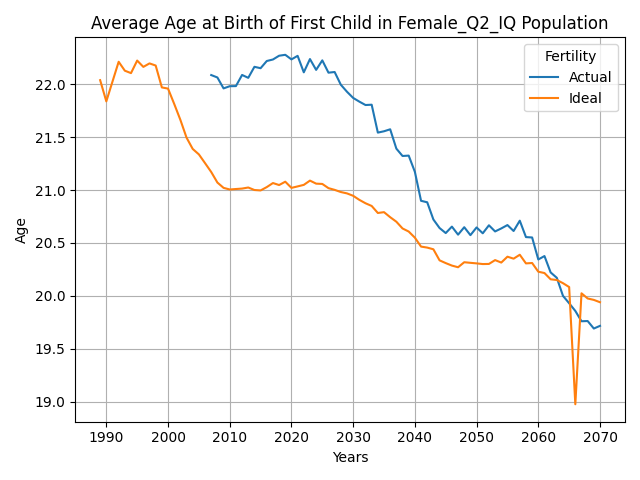 Average Age at Birth of First Child in Female_Q2_IQ Population
Fertility
Actual
Ideal
Age
22.0
21.5
21.0
20.5
20.0
19.5
19.0
1990 2000 2010 2020 2030 2040 2050 2060 2070
Years